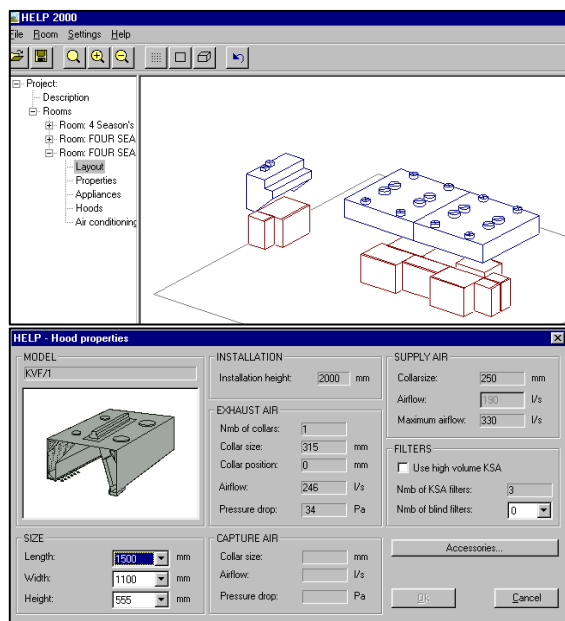 HELP 2000
File Room Settings Help
Project:
Description
Rooms
Room: 4 Season's
Room: FOUR SEA
Room: FOUR SEA
Layout
Properties
Appliances
Hoods
Air conditioning
HELP - Hood properties
MODEL
KVF/1
SIZE
Length: 1500 mm
Width: 1100 mm
Height: 555 mm
INSTALLATION
Installation height: 2000 mm
EXHAUST AIR
Nmb of collars: 1
Collar size: 315 mm
Collar position: 0 mm
Airflow: 246 l/s
Pressure drop: 34 Pa
CAPTURE AIR
Collar size: mm
Airflow: l/s
Pressure drop: Pa
SUPPLY AIR
Collarsize: 250 mm
Airflow: 190 l/s
Maximum airflow: 330 l/s
FILTERS
Use high volume KSA
Nmb of KSA filters: 3
Nmb of blind filters: 0
Accessories...
Ok Cancel